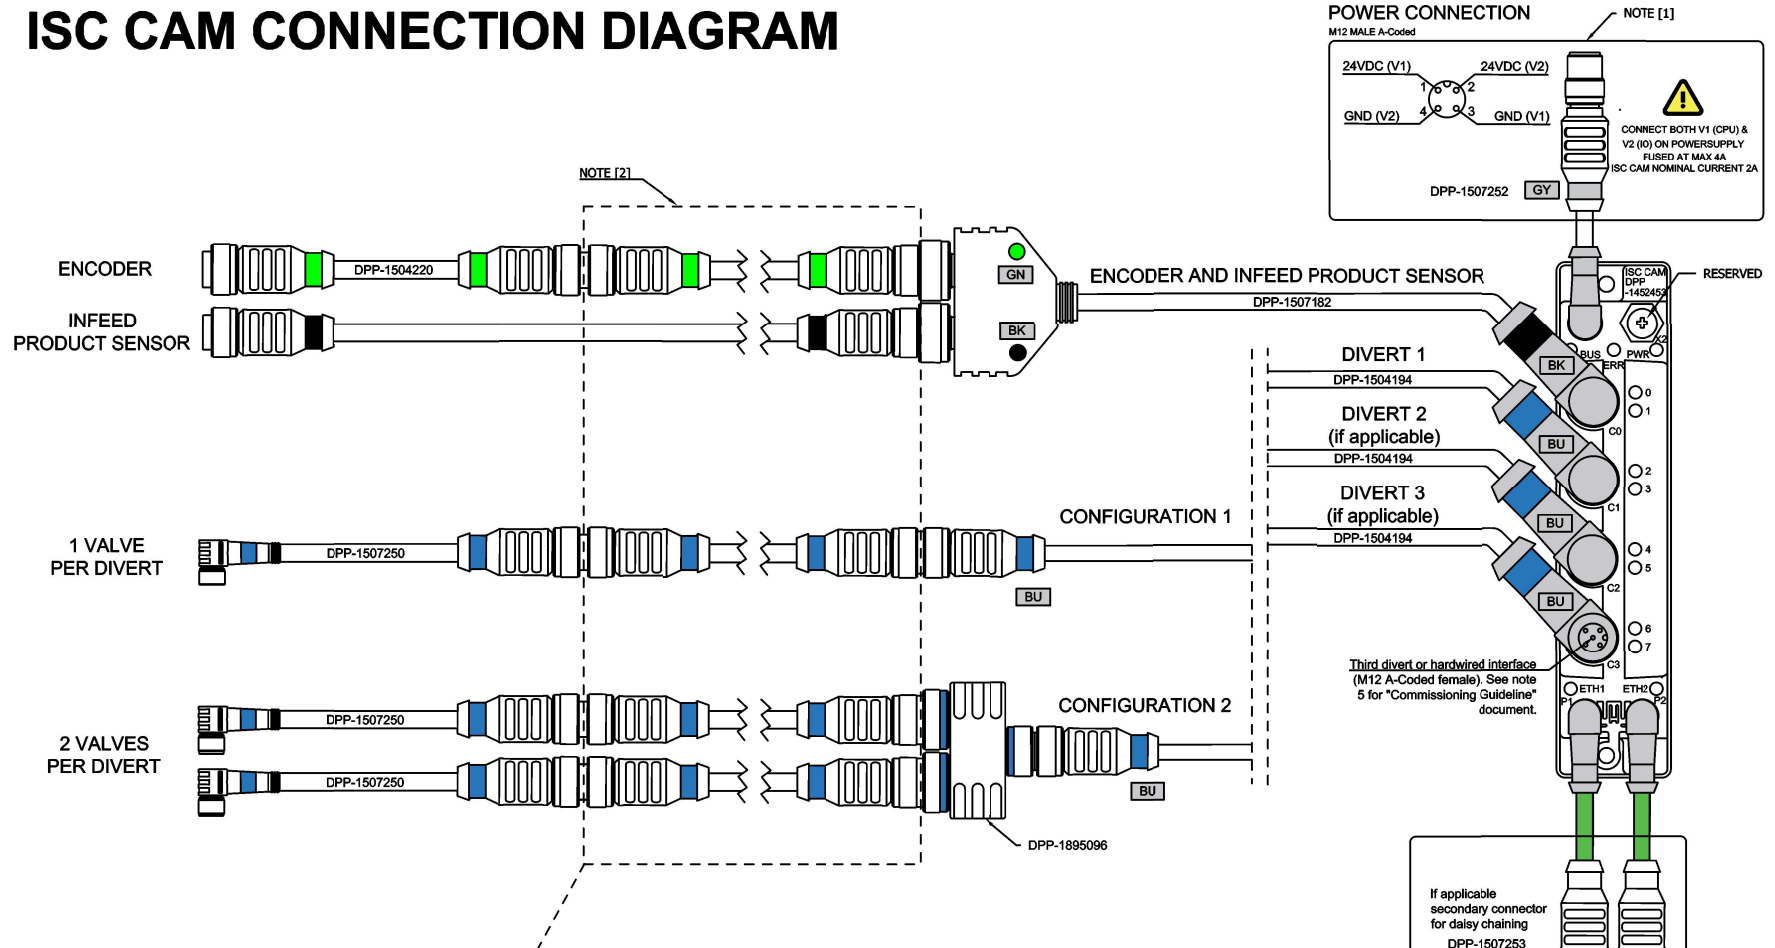 ISC CAM CONNECTION DIAGRAM
POWER CONNECTION
M12 MALE A-Coded
NOTE [1]
24VDC (V1)
24VDC (V2)
1
2
GND (V2)
4
3
GND (V1)
CONNECT BOTH V1 (CPU) &
V2 (IO) ON POWERSUPPLY
FUSED AT MAX 4A
ISC CAM NOMINAL CURRENT 2A
DPP-1507252
GY
NOTE [2]
ENCODER
DPP-1504220
GN
ENCODER AND INFEED PRODUCT SENSOR
DPP-1507182
ISC CAM
DPP
-1452453
RESERVED
INFEED
PRODUCT SENSOR
BK
X2
BUS
ERR
PWR
BK
DIVERT 1
DPP-1504194
0
1
C0
DIVERT 2
(if applicable)
DPP-1504194
BU
2
3
C1
DIVERT 3
(if applicable)
DPP-1504194
BU
4
5
C2
BU
6
7
C3
1 VALVE
PER DIVERT
DPP-1507250
CONFIGURATION 1
BU
Third divert or hardwired interface
(M12 A-Coded female). See note
5 for "Commissioning Guideline"
document.
ETH1
ETH2
P1
P2
2 VALVES
PER DIVERT
DPP-1507250
DPP-1507250
CONFIGURATION 2
BU
DPP-1895096
If applicable
secondary connector
for daisy chaining
DPP-1507253